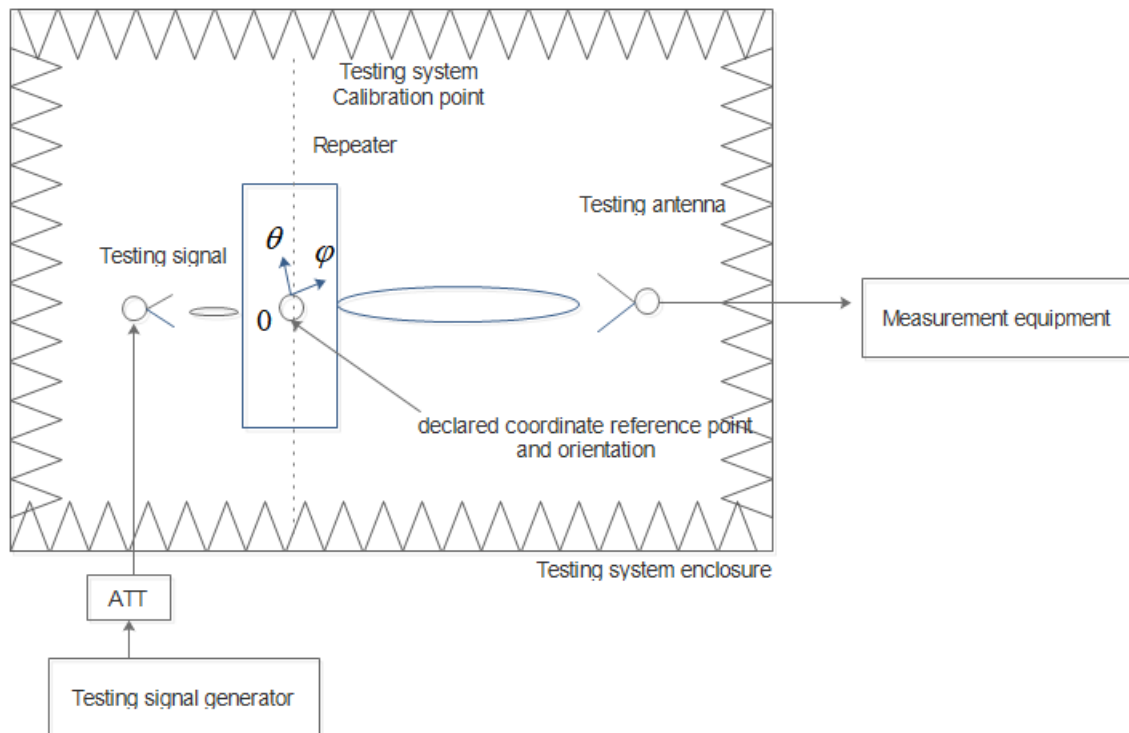 Testing system
Calibration point
Repeater
Testing antenna
Testing signal
θ
φ
0
Measurement equipment
declared coordinate reference point
and orientation
Testing system enclosure
ATT
Testing signal generator